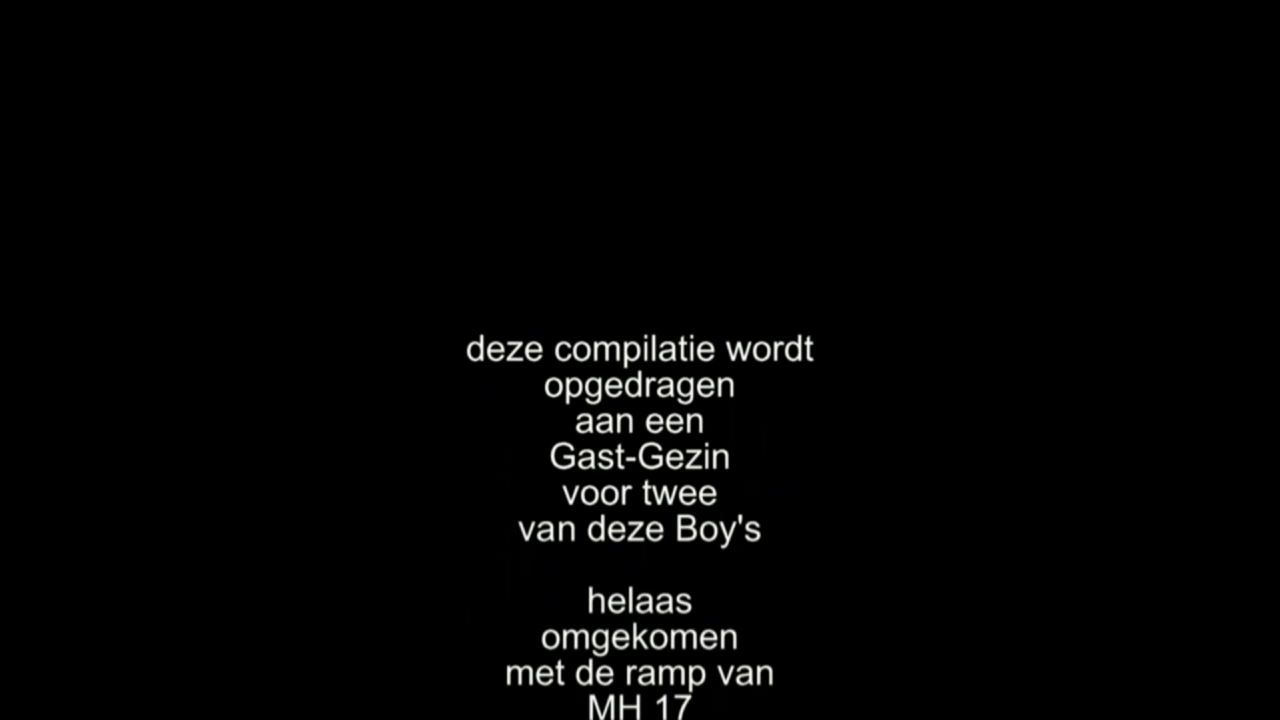 deze compilatie wordt
opgedragen
aan een
Gast-Gezin
voor twee
van deze Boy's
helaas
omgekomen
met de ramp van
MH 17